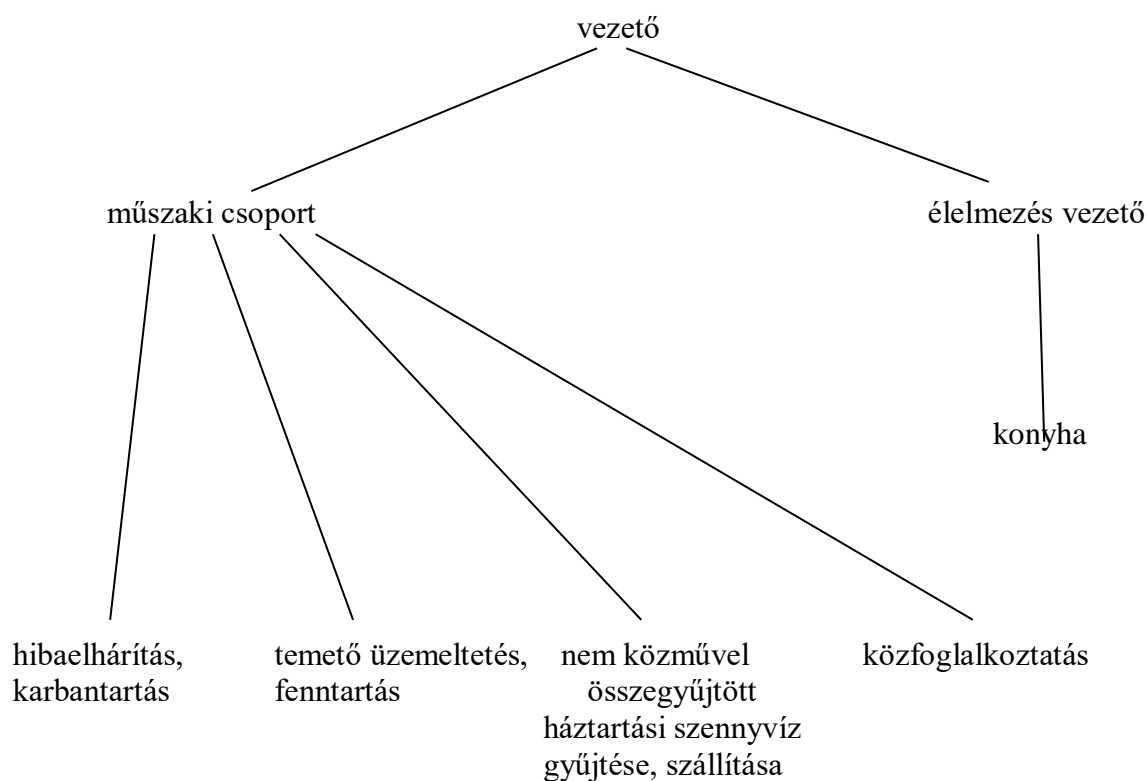 vezető
műszaki csoport
élelmezés vezető
konyha
hibaelhárítás,
karbantartás
temető üzemeltetés,
fenntartás
nem közművel
összegyűjtött
háztartási szennyvíz
gyűjtése, szállítása
közfoglalkoztatás